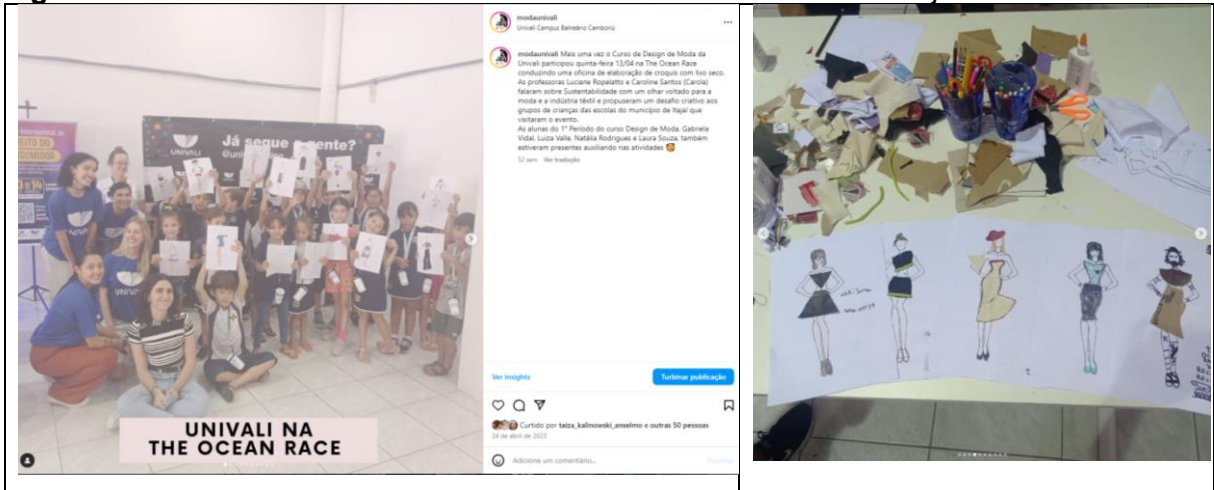 modaunivali
Univali Campus Balneário Camboriú
modaunivali Mais uma vez o Curso de Design de Moda da
Univali participou quinta-feira 13/04 na The Ocean Race
conduzindo uma oficina de elaboração de croquis com lixo seco.
As professoras Luciane Ropelatto e Caroline Santos (Carola)
falaram sobre Sustentabilidade com um olhar voltado para a
moda e a indústria têxtil e propuseram um desafio criativo aos
grupos de crianças das escolas do município de Itajaí que
visitaram o evento.
As alunas do 1° Período do curso Design de Moda, Gabriela
Vidal, Luiza Valle, Natália Rodrigues e Laura Souza, também
estiveram presentes auxiliando nas atividades
52 sem Ver tradução
Ver insights
Turbinar publicação
Curtido por taiza_kalinowski_anselmo e outras 50 pessoas
24 de abril de 2023
Adicione um comentário...
Já segue a gente?
UNIVALI
UNIVALI NA
THE OCEAN RACE